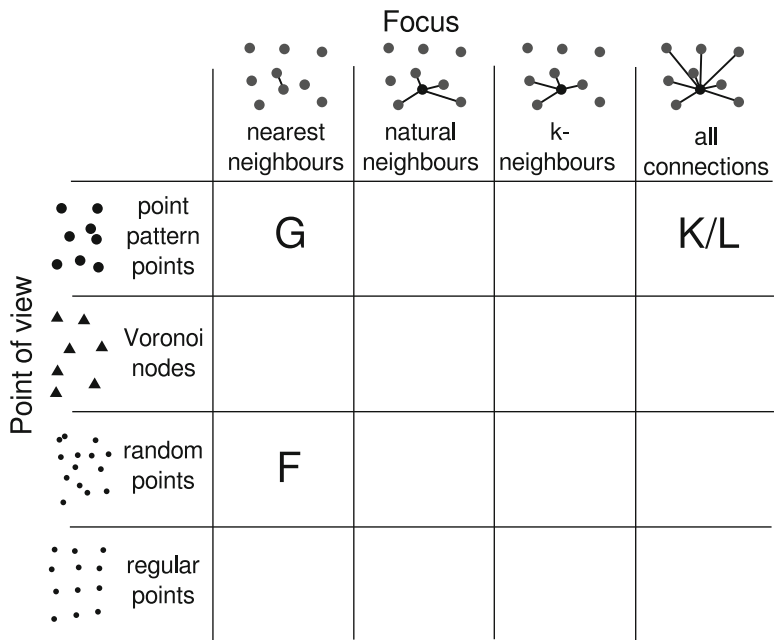 Focus
nearest
neighbours
natural
neighbours
k-
neighbours
all
connections
Point of view
point
pattern
points
G
K/L
Voronoi
nodes
random
points
F
regular
points